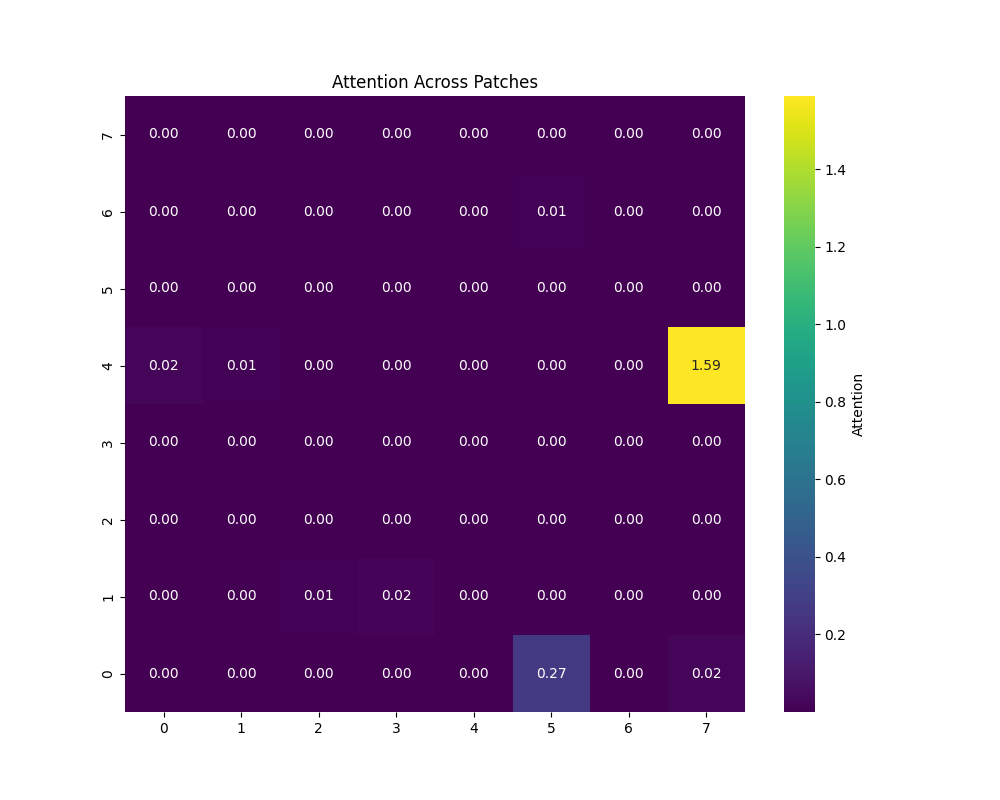 Attention Across Patches
7 0.00 0.00 0.00 0.00 0.00 0.00 0.00 0.00
6 0.00 0.00 0.00 0.00 0.00 0.01 0.00 0.00
5 0.00 0.00 0.00 0.00 0.00 0.00 0.00 0.00
4 0.02 0.01 0.00 0.00 0.00 0.00 0.00 1.59
3 0.00 0.00 0.00 0.00 0.00 0.00 0.00 0.00
2 0.00 0.00 0.00 0.00 0.00 0.00 0.00 0.00
1 0.00 0.00 0.01 0.02 0.00 0.00 0.00 0.00
0 0.00 0.00 0.00 0.00 0.00 0.27 0.00 0.02
0 1 2 3 4 5 6 7
1.4
1.2
1.0
0.8
0.6
0.4
0.2
Attention